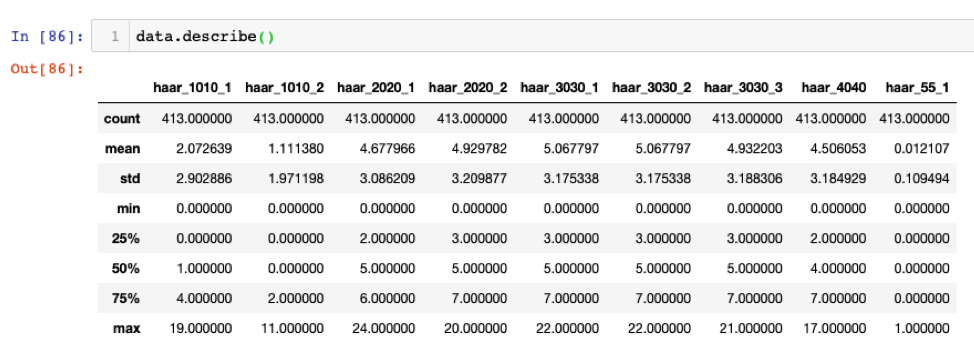 In [86]: 1 data.describe()
Out[86]:
haar_1010_1 haar_1010_2 haar_2020_1 haar_2020_2 haar_3030_1 haar_3030_2 haar_3030_3 haar_4040 haar_55_1
count 413.000000 413.000000 413.000000 413.000000 413.000000 413.000000 413.000000 413.000000 413.000000
mean 2.072639 1.111380 4.677966 4.929782 5.067797 5.067797 4.932203 4.506053 0.012107
std 2.902886 1.971198 3.086209 3.209877 3.175338 3.175338 3.188306 3.184929 0.109494
min 0.000000 0.000000 0.000000 0.000000 0.000000 0.000000 0.000000 0.000000 0.000000
25% 0.000000 0.000000 2.000000 3.000000 3.000000 3.000000 3.000000 2.000000 0.000000
50% 1.000000 0.000000 5.000000 5.000000 5.000000 5.000000 5.000000 4.000000 0.000000
75% 4.000000 2.000000 6.000000 7.000000 7.000000 7.000000 7.000000 7.000000 0.000000
max 19.000000 11.000000 24.000000 20.000000 22.000000 22.000000 21.000000 17.000000 1.000000